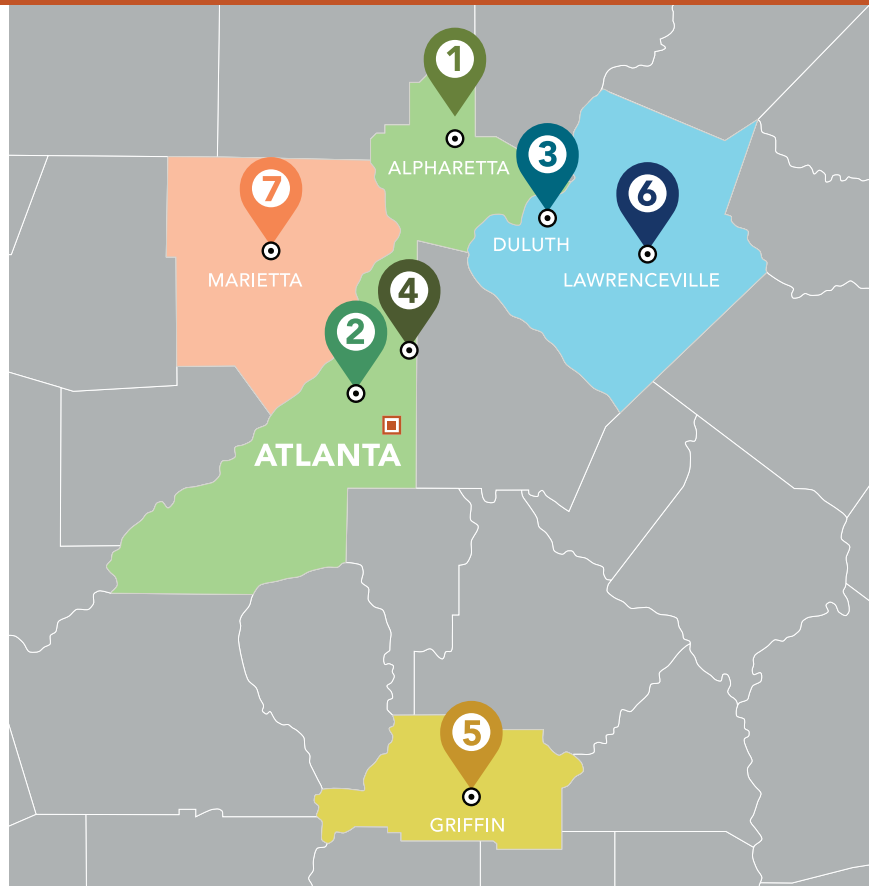 1
ALPHARETTA
3
7
6
DULUTH
MARIETTA
LAWRENCEVILLE
4
2
ATLANTA
5
GRIFFIN